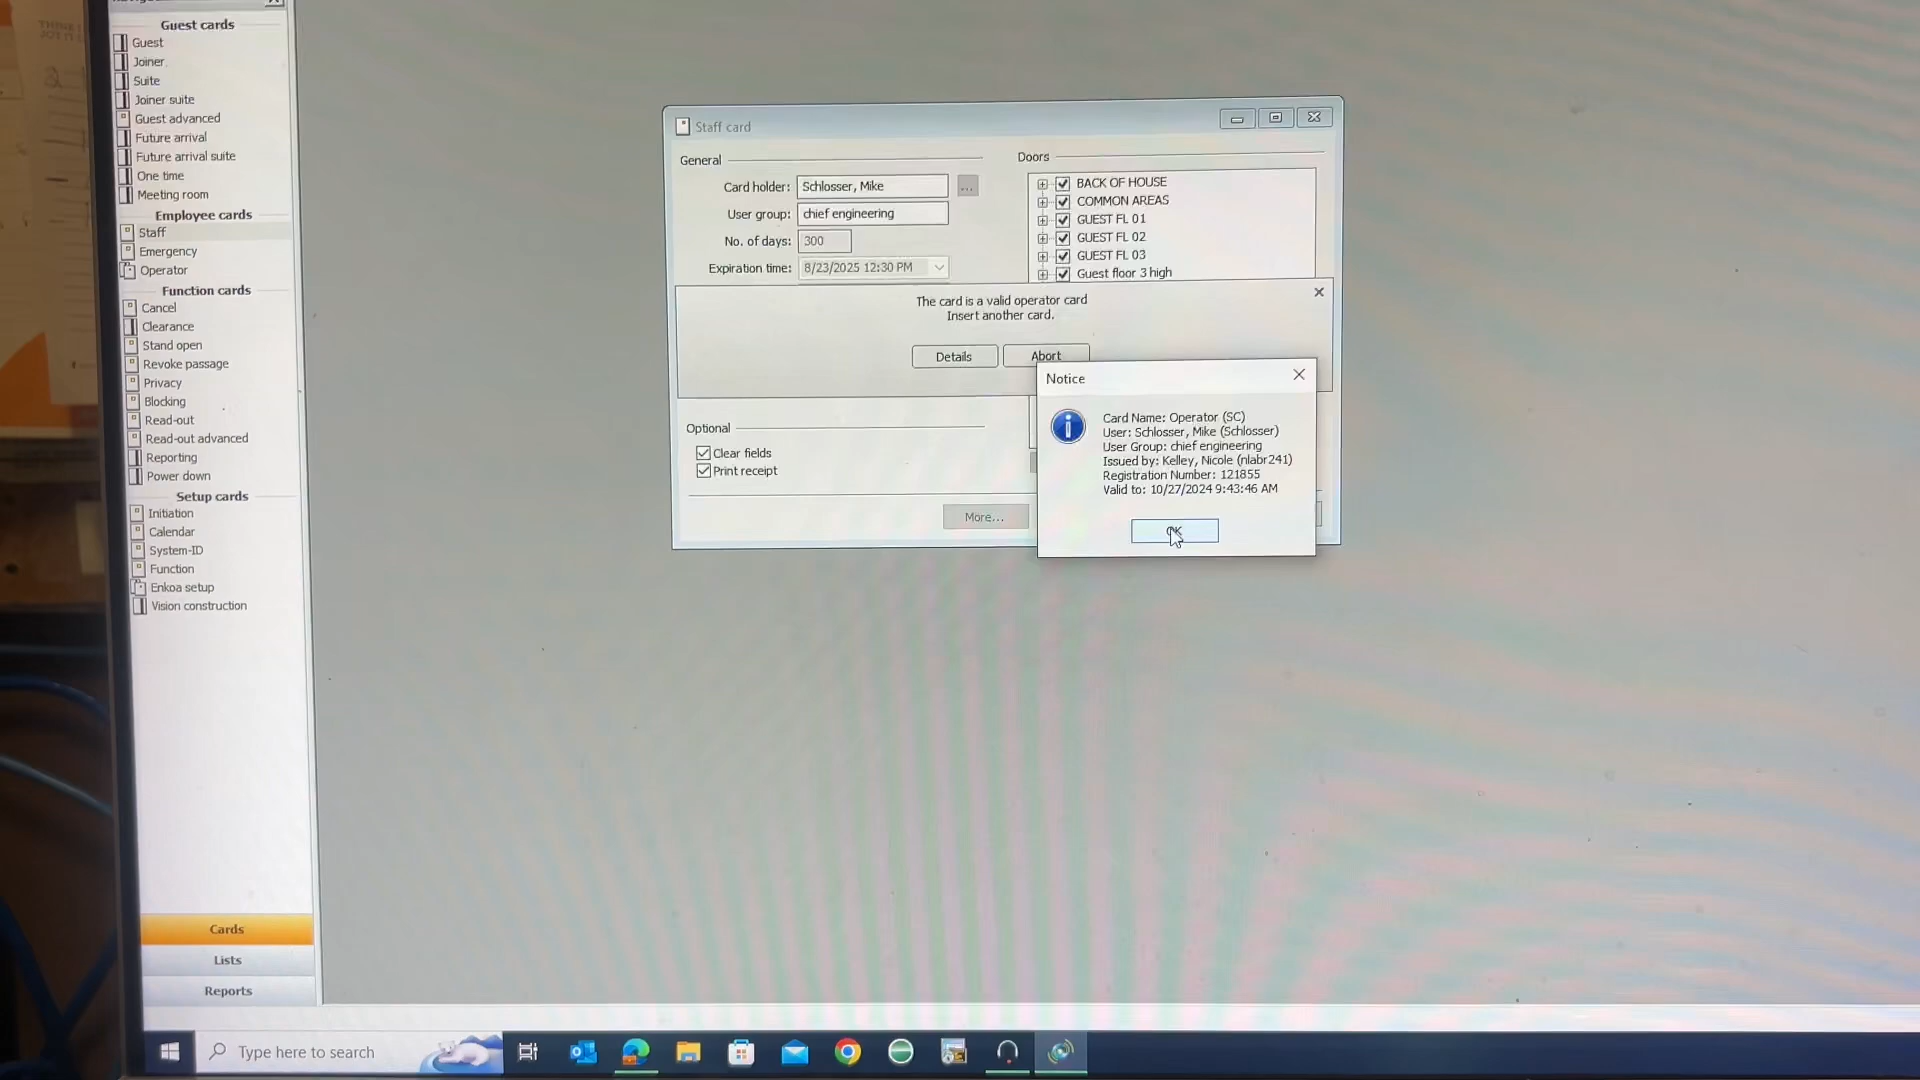 Guest cards
Guest
Joiner
Suite
Joiner suite
Guest advanced
Future arrival
Future arrival suite
One time
Meeting room
Employee cards
Staff
Emergency
Operator
Function cards
Cancel
Clearance
Stand open
Revoke passage
Privacy
Blocking
Read-out
Read-out advanced
Reporting
Power down
Setup cards
Initiation
Calendar
System-ID
Function
Enkoa setup
Vision construction
Cards
Lists
Reports
Staff card
General
Card holder: Schlosser, Mike ...
User group: chief engineering
No. of days: 300
Expiration time: 8/23/2025 12:30 PM
Doors
BACK OF HOUSE
COMMON AREAS
GUEST FL 01
GUEST FL 02
GUEST FL 03
Guest floor 3 high
The card is a valid operator card
Insert another card.
Details Abort
Optional
Clear fields
Print receipt
More...
Notice
Card Name: Operator (SC)
User: Schlosser, Mike (Schlosser)
User Group: chief engineering
Issued by: Kelley, Nicole (nlabr241)
Registration Number: 121855
Valid to: 10/27/2024 9:43:46 AM
OK
Type here to search